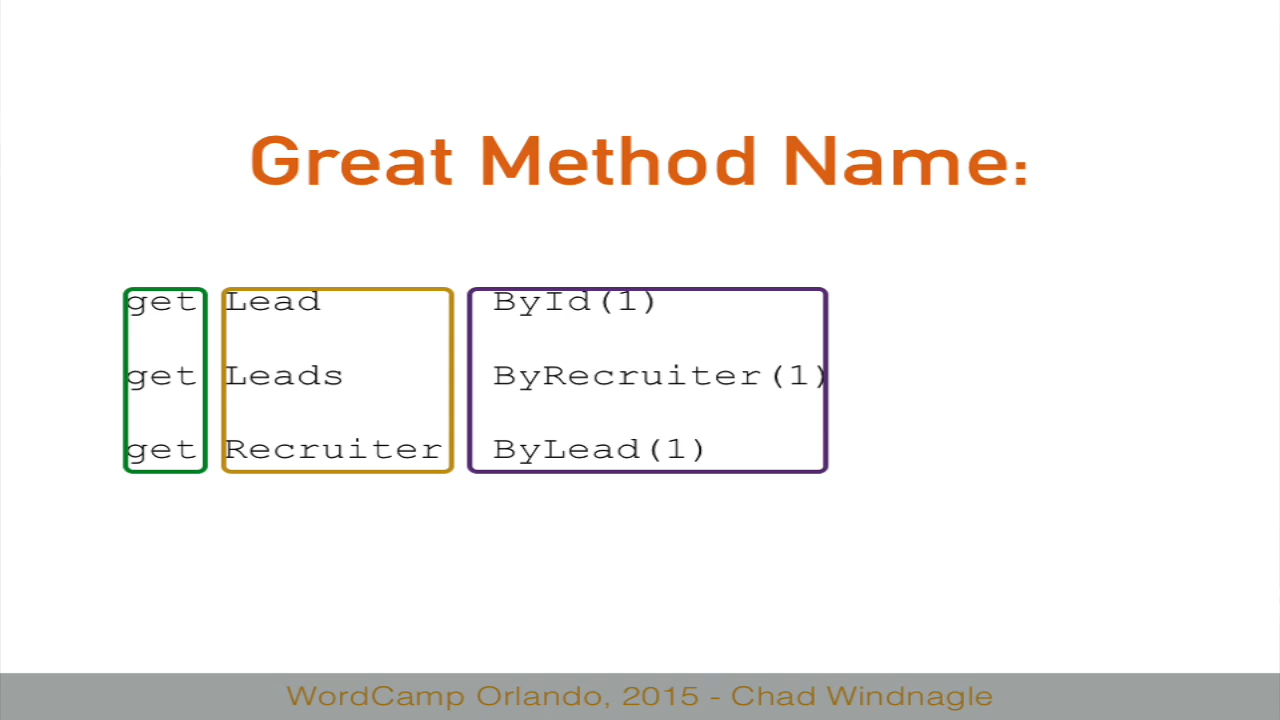 Great Method Name:
get Lead ById(1)
get Leads ByRecruiter(1)
get Recruiter ByLead(1)
WordCamp Orlando, 2015 - Chad Windnagle